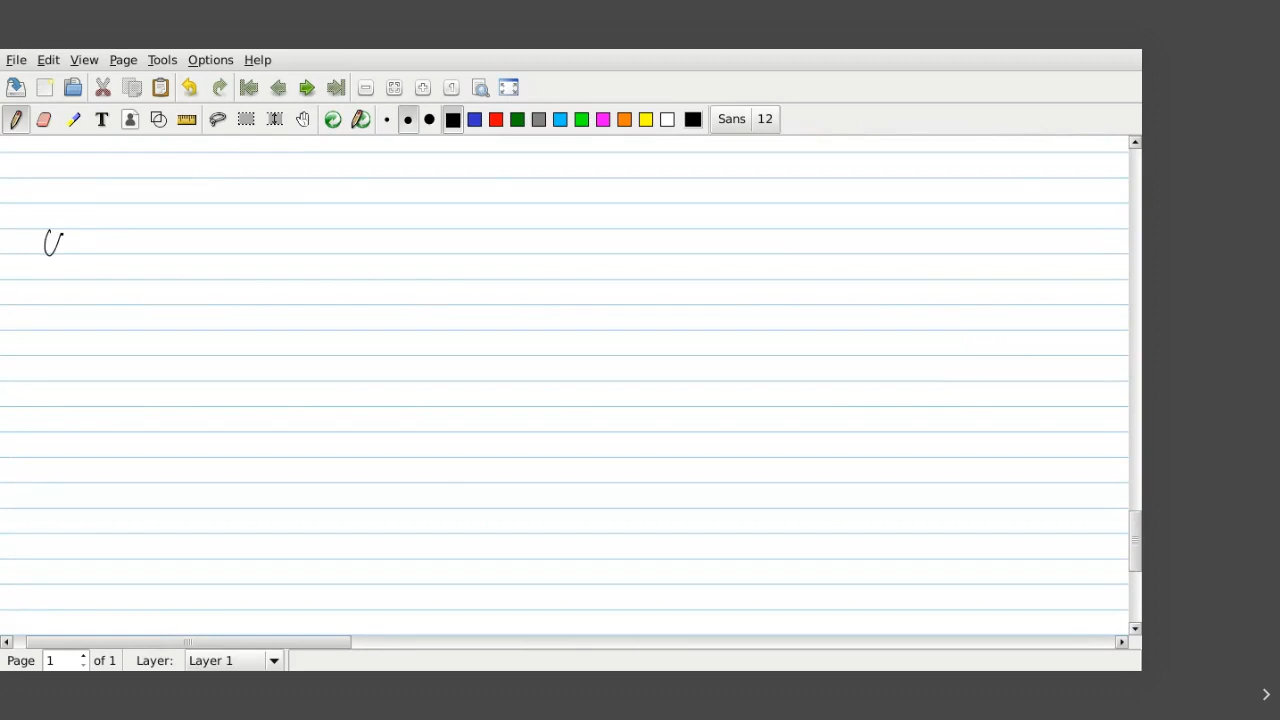 File Edit View Page Tools Options Help
Sans 12
U
Page 1 of 1 Layer: Layer 1